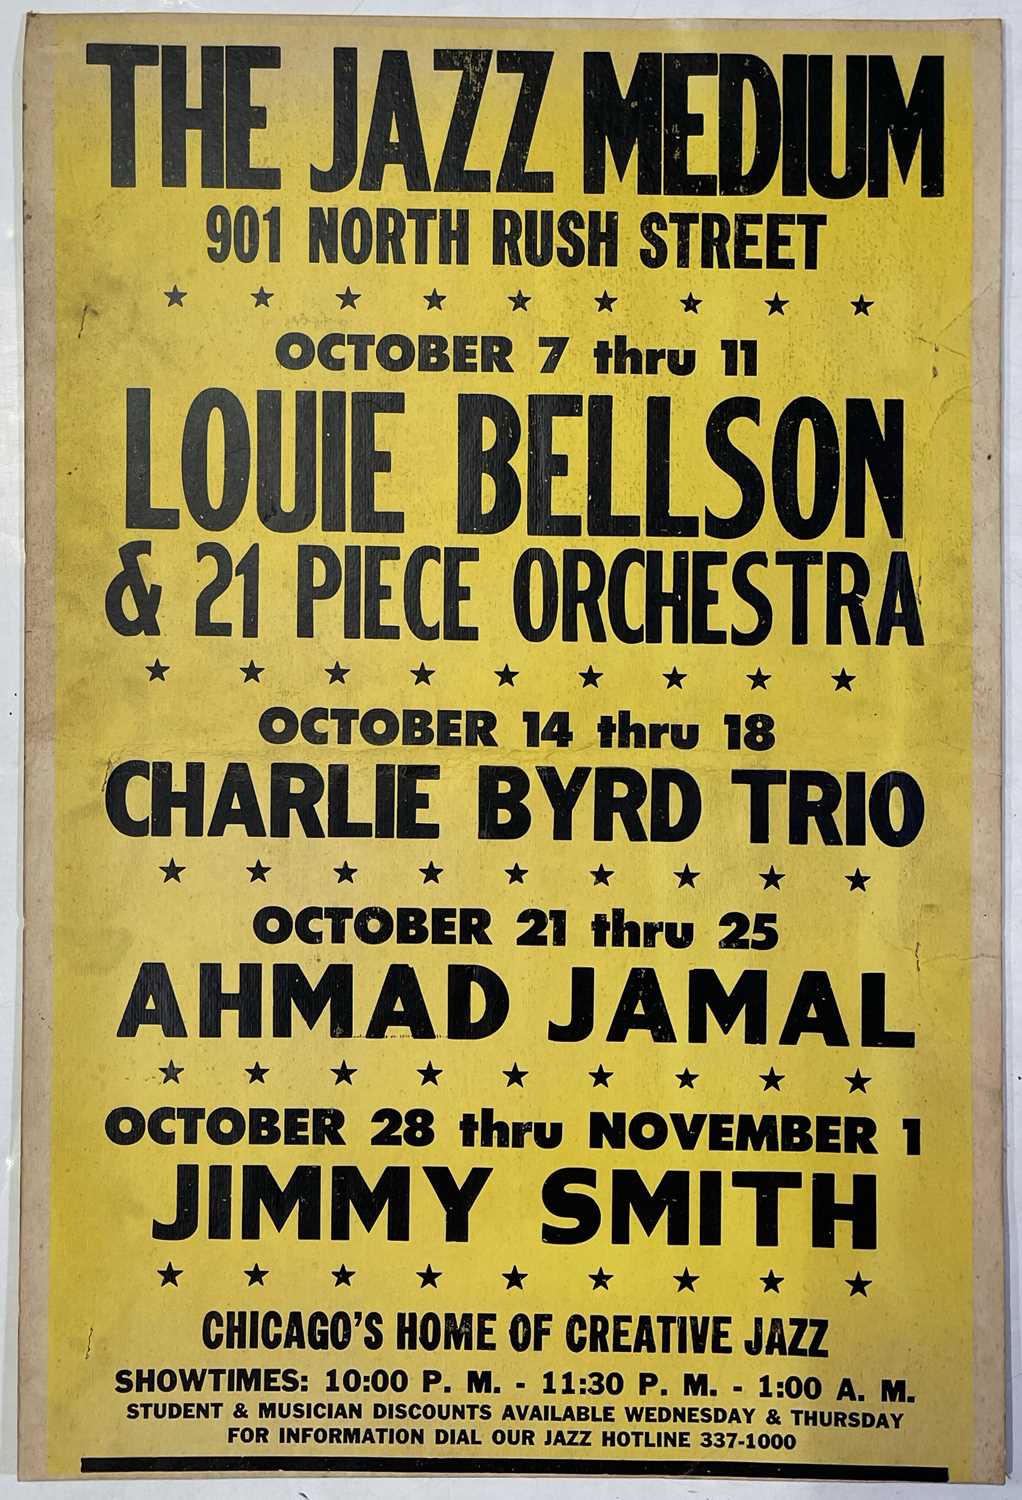 THE JAZZ MEDIUM
901 NORTH RUSH STREET
OCTOBER 7 thru 11
LOUIE BELLSON
& 21 PIECE ORCHESTRA
OCTOBER 14 thru 18
CHARLIE BYRD TRIO
OCTOBER 21 thru 25
AHMAD JAMAL
OCTOBER 28 thru NOVEMBER 1
JIMMY SMITH
CHICAGO'S HOME OF CREATIVE JAZZ
SHOWTIMES: 10:00 P. M. - 11:30 P. M. - 1:00 A. M.
STUDENT & MUSICIAN DISCOUNTS AVAILABLE WEDNESDAY & THURSDAY
FOR INFORMATION DIAL OUR JAZZ HOTLINE 337-1000